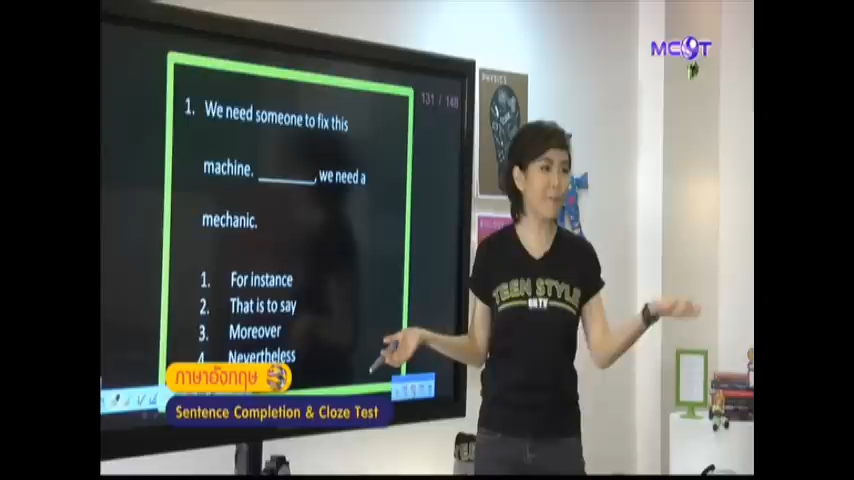 MCOT
PHYSICS
131 / 148
1. We need someone to fix this
machine. ________, we need a
mechanic.
1. For instance
2. That is to say
3. Moreover
4. Nevertheless
TEEN STYLE
ภาษาอังกฤษ
Sentence Completion & Cloze Test